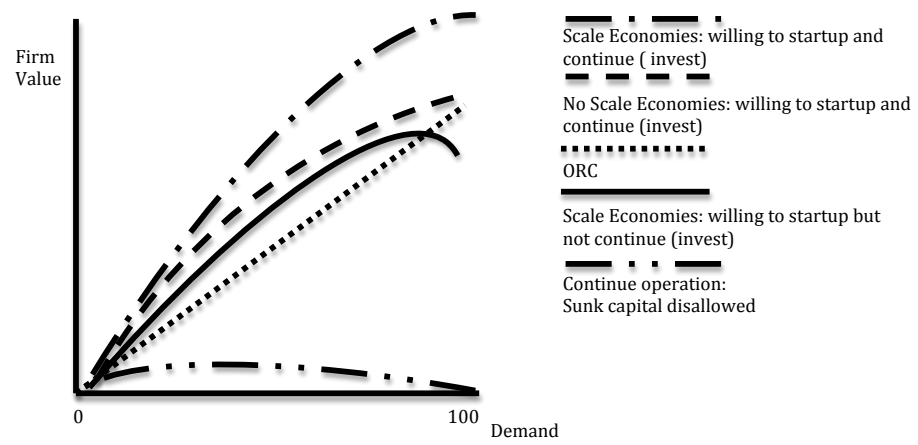 Firm
Value
0
100
Demand
Scale Economies: willing to startup and
continue ( invest)
No Scale Economies: willing to startup and
continue (invest)
ORC
Scale Economies: willing to startup but
not continue (invest)
Continue operation:
Sunk capital disallowed